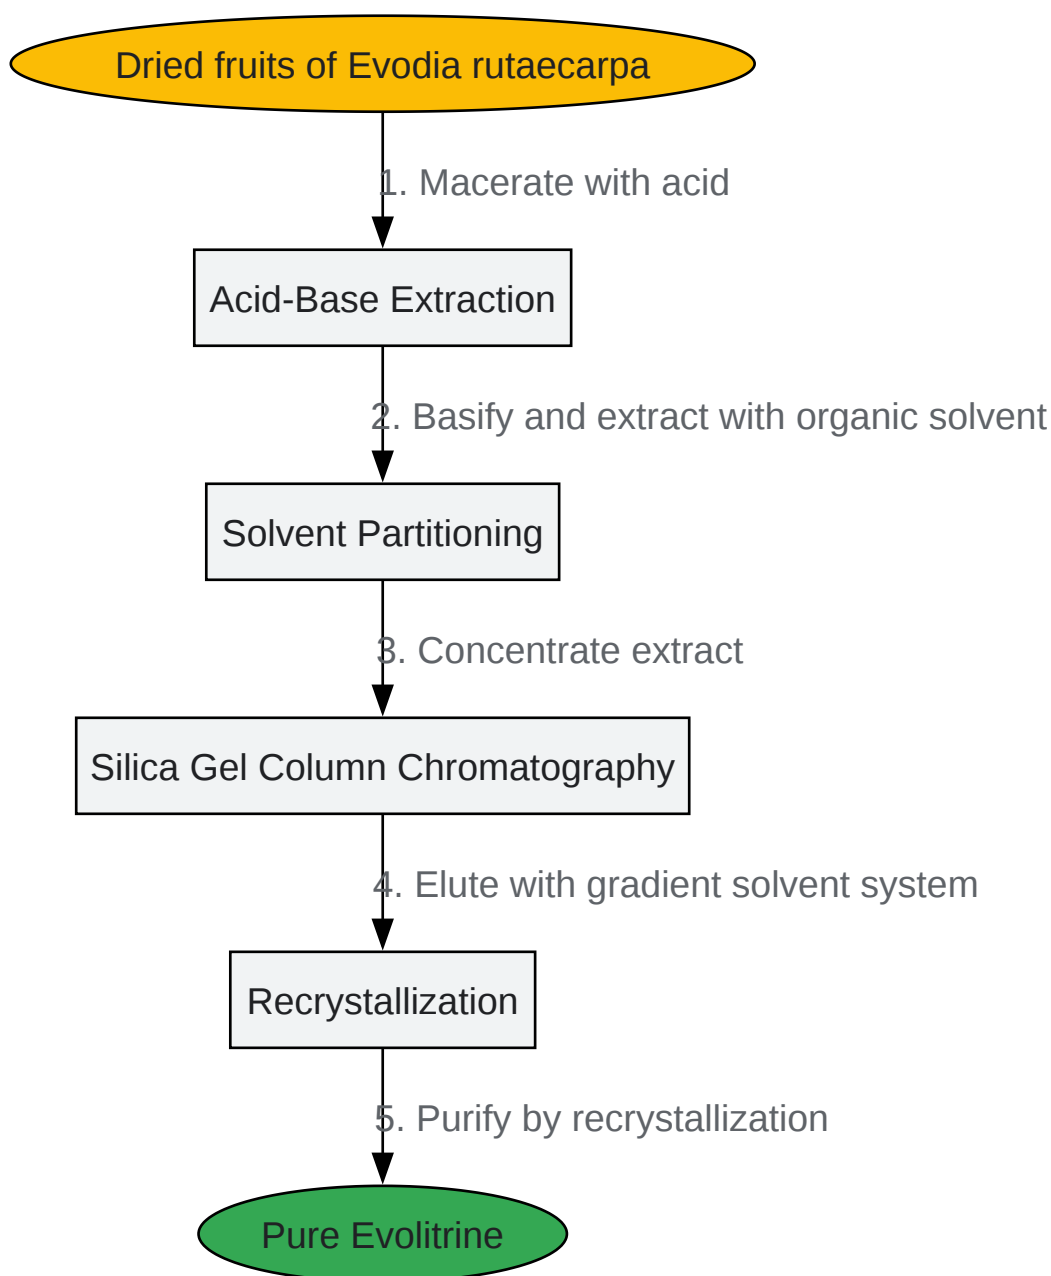 Dried fruits of Evodia rutaecarpa
1. Macerate with acid
Acid-Base Extraction
2. Basify and extract with organic solvent
Solvent Partitioning
3. Concentrate extract
Silica Gel Column Chromatography
4. Elute with gradient solvent system
Recrystallization
5. Purify by recrystallization
Pure Evolitrine